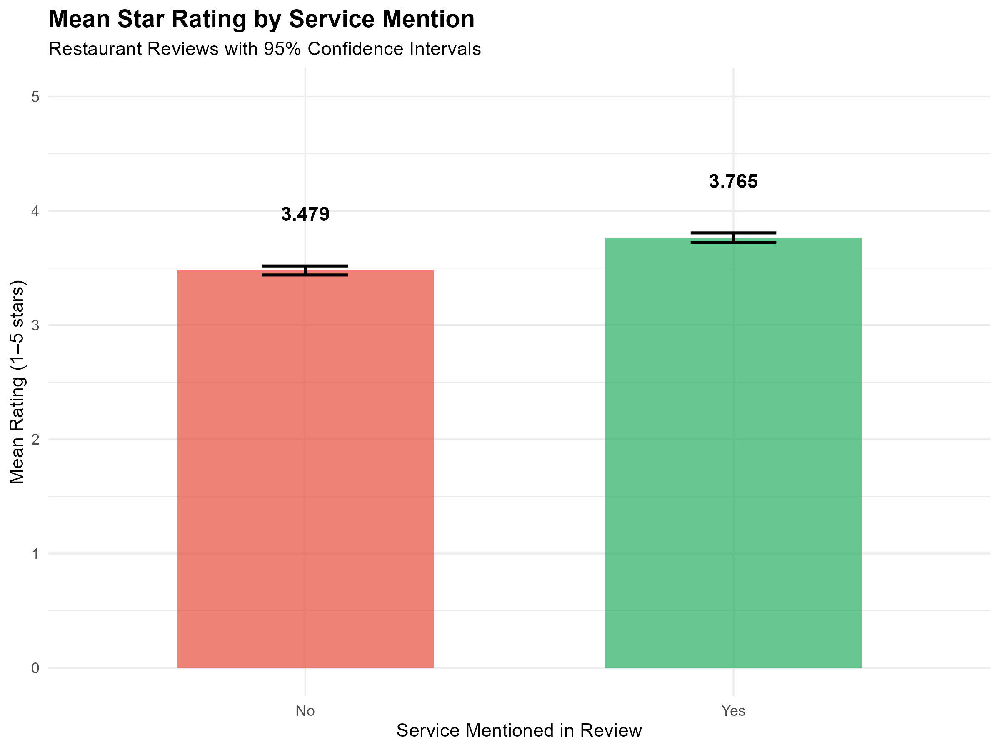 Mean Star Rating by Service Mention
Restaurant Reviews with 95% Confidence Intervals
Mean Rating (1–5 stars)
5
4
3
2
1
0
3.479
3.765
No
Yes
Service Mentioned in Review